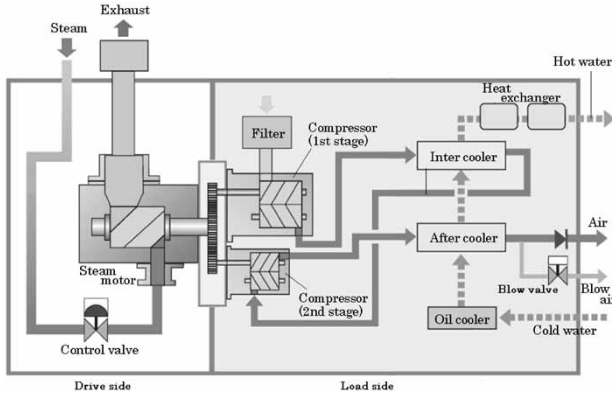 Exhaust
Steam
Hot water
Heat
exchanger
Filter
Compressor
(1st stage)
Inter cooler
Air
After cooler
Steam
motor
Blow valve
Blow
air
Compressor
(2nd stage)
Oil cooler
Cold water
Control valve
Drive side
Load side